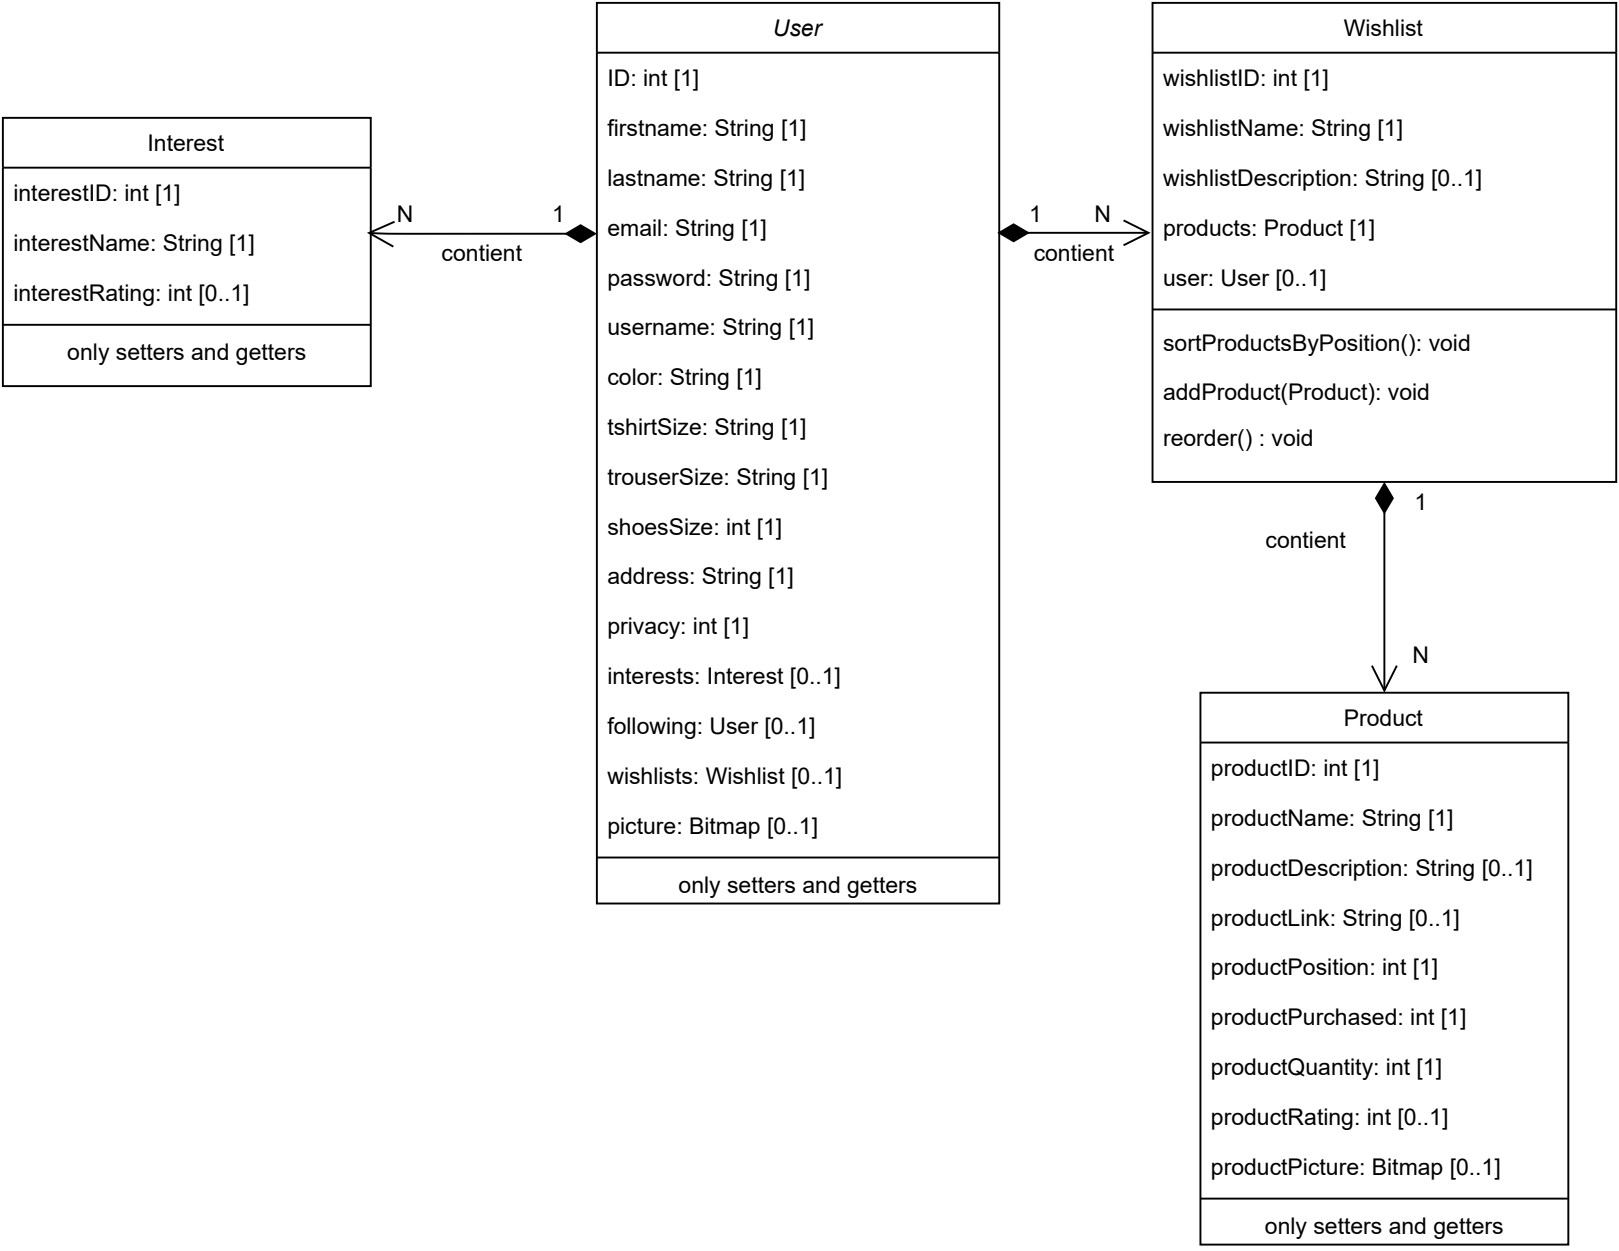 Interest
interestID: int [1]
interestName: String [1]
interestRating: int [0..1]
only setters and getters
N
1
contient
User
ID: int [1]
firstname: String [1]
lastname: String [1]
email: String [1]
password: String [1]
username: String [1]
color: String [1]
tshirtSize: String [1]
trouserSize: String [1]
shoesSize: int [1]
address: String [1]
privacy: int [1]
interests: Interest [0..1]
following: User [0..1]
wishlists: Wishlist [0..1]
picture: Bitmap [0..1]
only setters and getters
1
N
contient
Wishlist
wishlistID: int [1]
wishlistName: String [1]
wishlistDescription: String [0..1]
products: Product [1]
user: User [0..1]
sortProductsByPosition(): void
addProduct(Product): void
reorder() : void
1
contient
N
Product
productID: int [1]
productName: String [1]
productDescription: String [0..1]
productLink: String [0..1]
productPosition: int [1]
productPurchased: int [1]
productQuantity: int [1]
productRating: int [0..1]
productPicture: Bitmap [0..1]
only setters and getters